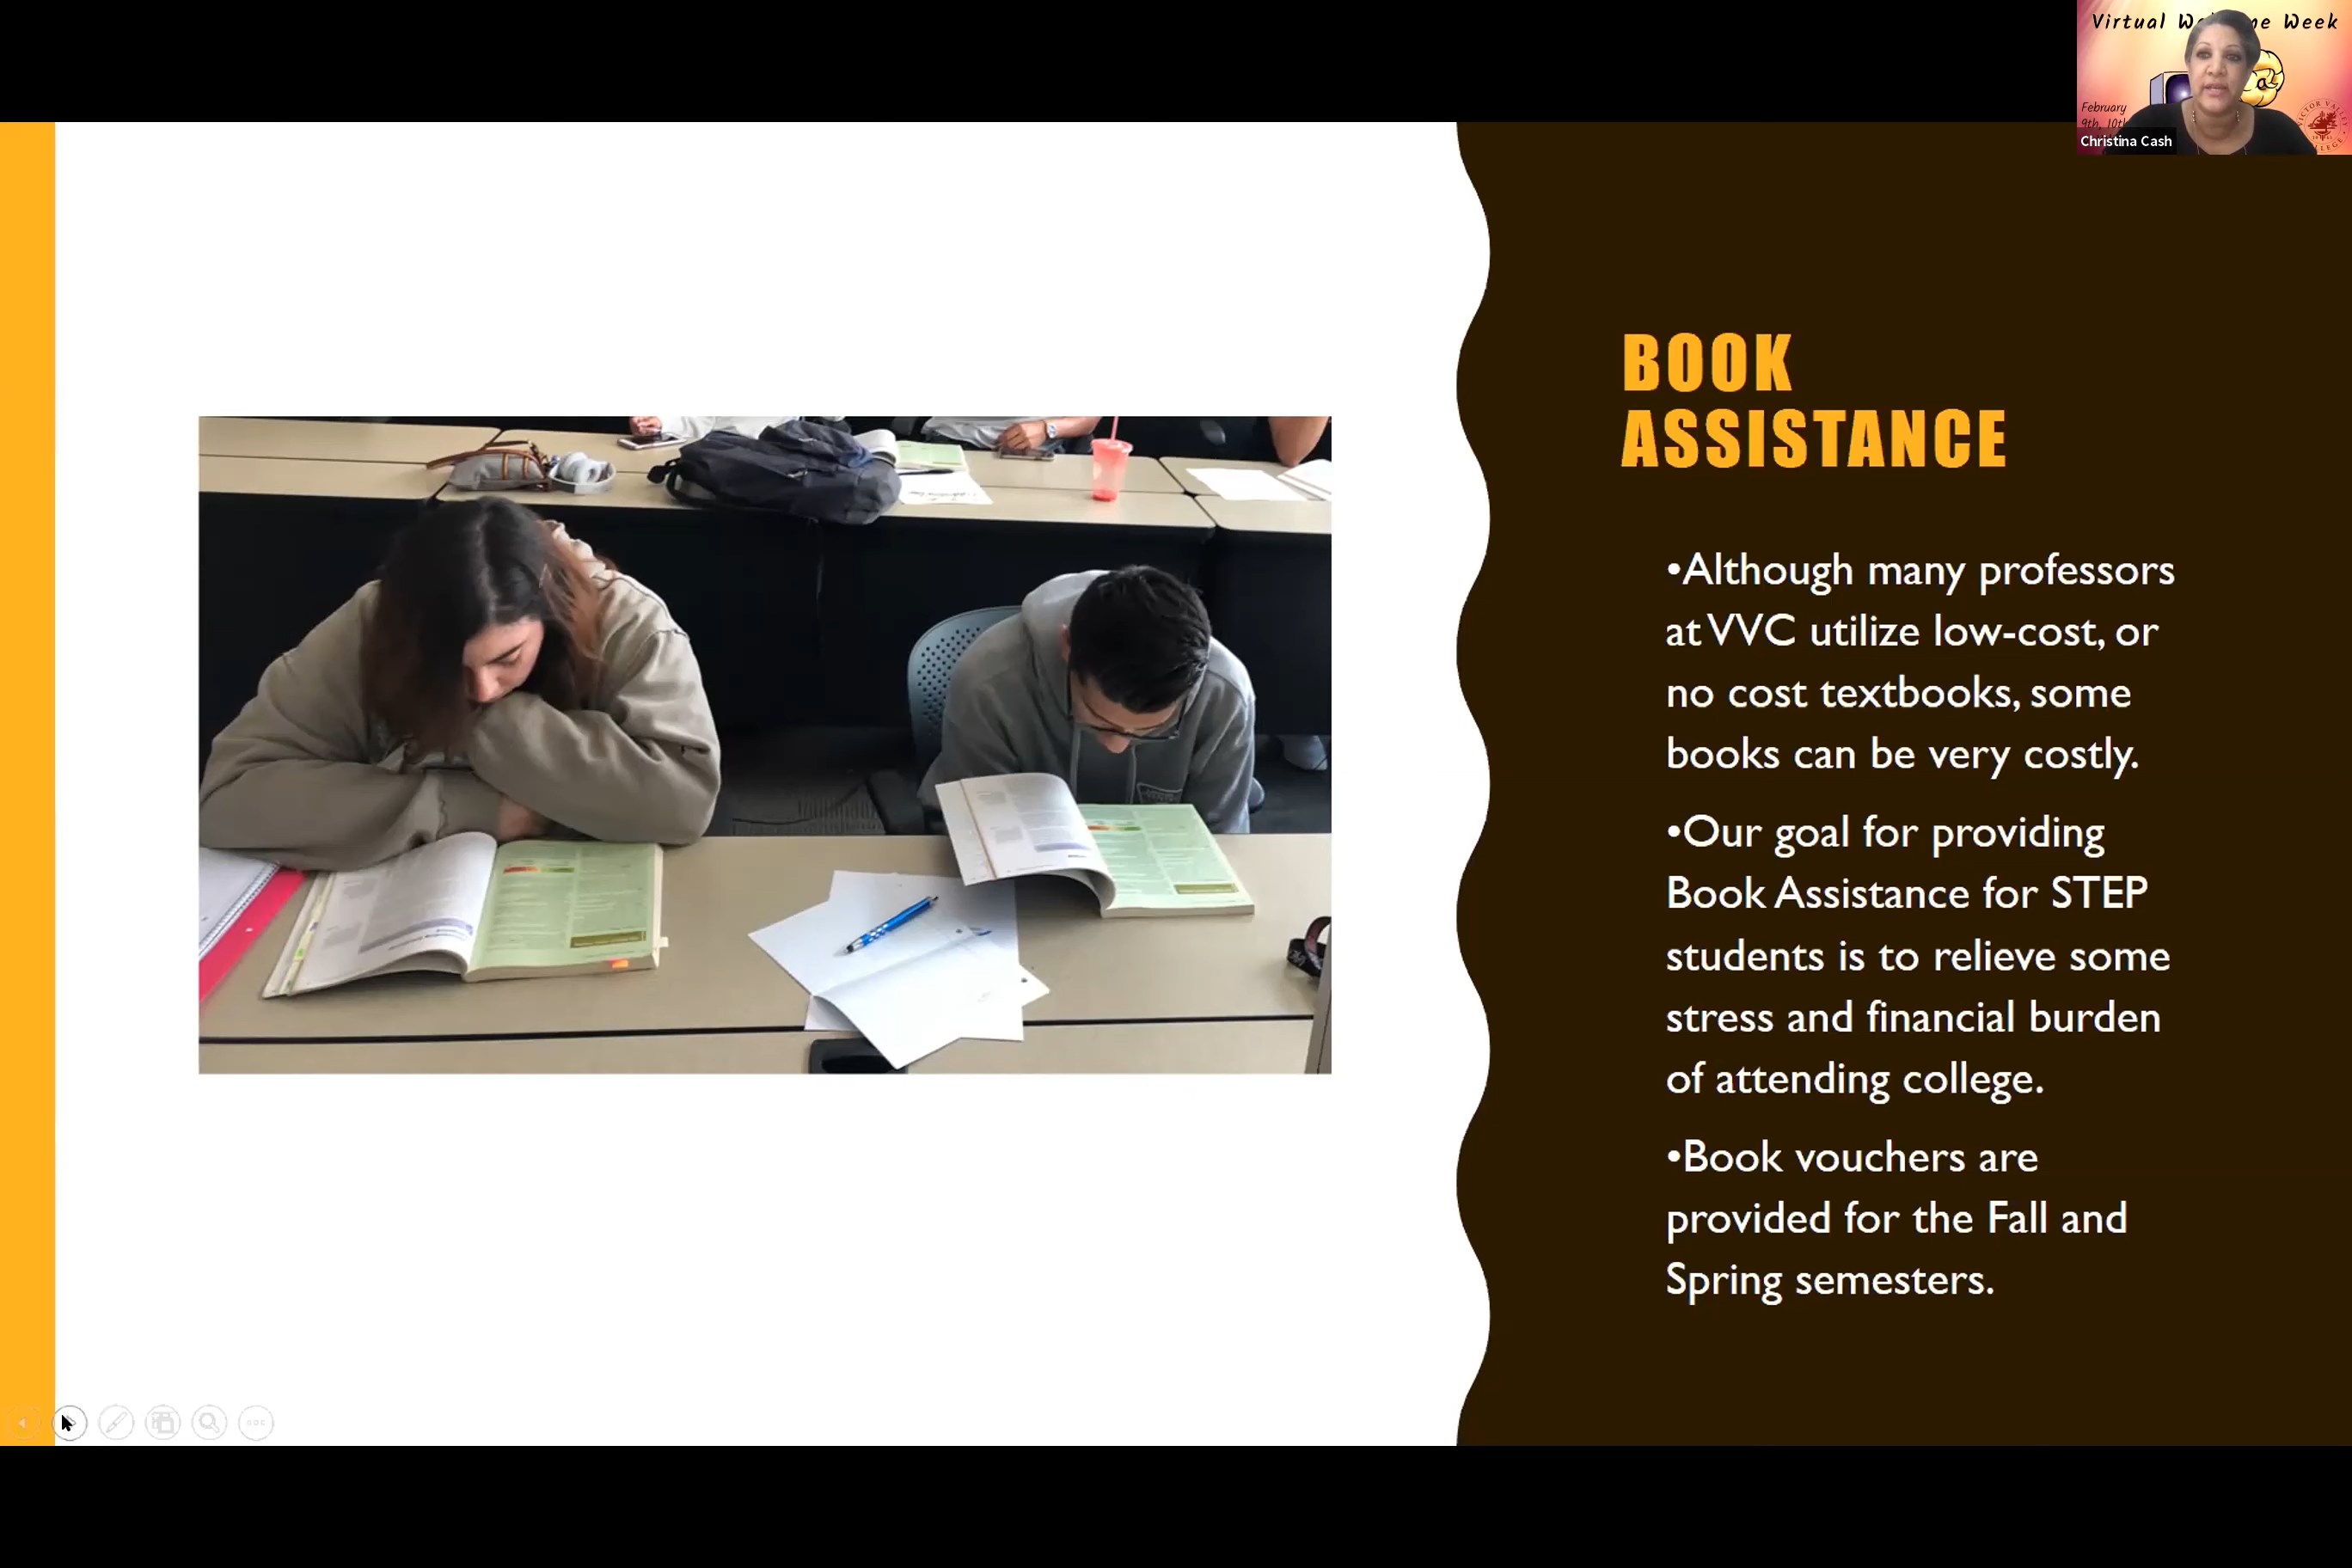 Virtual We me Week
February
9th, 10th
Christina Cash
BOOK
ASSISTANCE
•Although many professors
at VVC utilize low-cost, or
no cost textbooks, some
books can be very costly.
•Our goal for providing
Book Assistance for STEP
students is to relieve some
stress and financial burden
of attending college.
•Book vouchers are
provided for the Fall and
Spring semesters.